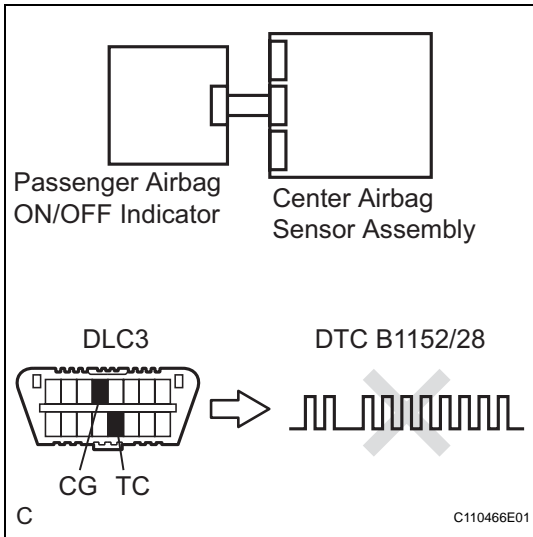 Passenger Airbag
ON/OFF Indicator
Center Airbag
Sensor Assembly
DLC3
DTC B1152/28
CG TC
C
C110466E01